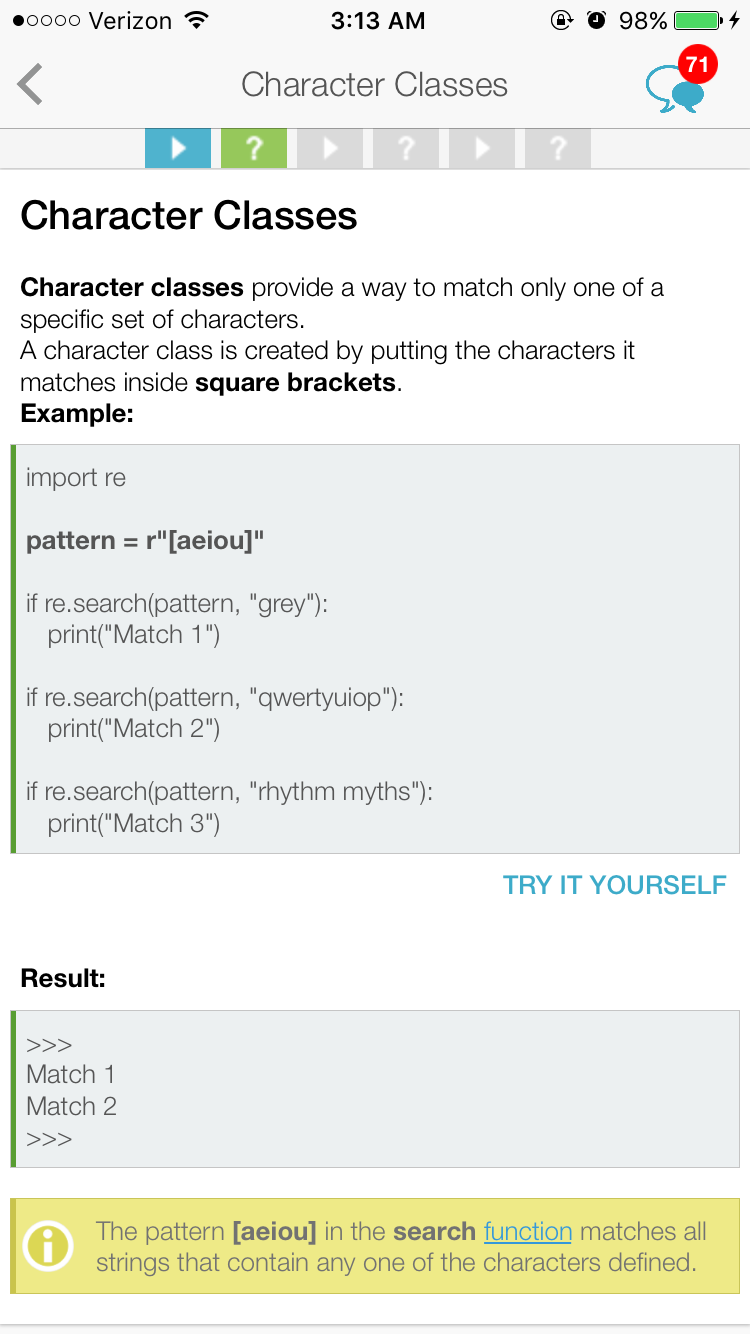 Verizon 3:13 AM 98%
Character Classes 71
? ? ?
Character Classes
Character classes provide a way to match only one of a
specific set of characters.
A character class is created by putting the characters it
matches inside square brackets.
Example:
import re
pattern = r"[aeiou]"
if re.search(pattern, "grey"):
print("Match 1")
if re.search(pattern, "qwertyuiop"):
print("Match 2")
if re.search(pattern, "rhythm myths"):
print("Match 3")
TRY IT YOURSELF
Result:
>>>
Match 1
Match 2
>>>
The pattern [aeiou] in the search function matches all
strings that contain any one of the characters defined.